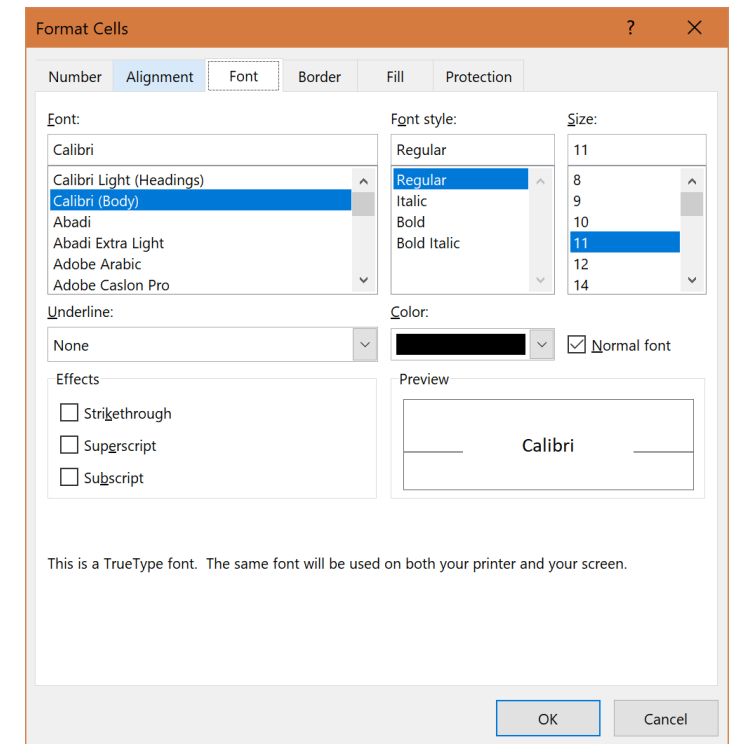 Format Cells ?
Number Alignment Font Border Fill Protection
Font: Font style: Size:
Calibri Regular 11
Calibri Light (Headings) Regular 8
Calibri (Body) Italic 9
Abadi Bold 10
Abadi Extra Light Bold Italic 11
Adobe Arabic 12
Adobe Caslon Pro 14
Underline: Color:
None Normal font
Effects Preview
Strikethrough
Superscript Calibri
Subscript
This is a TrueType font.  The same font will be used on both your printer and your screen.
OK Cancel